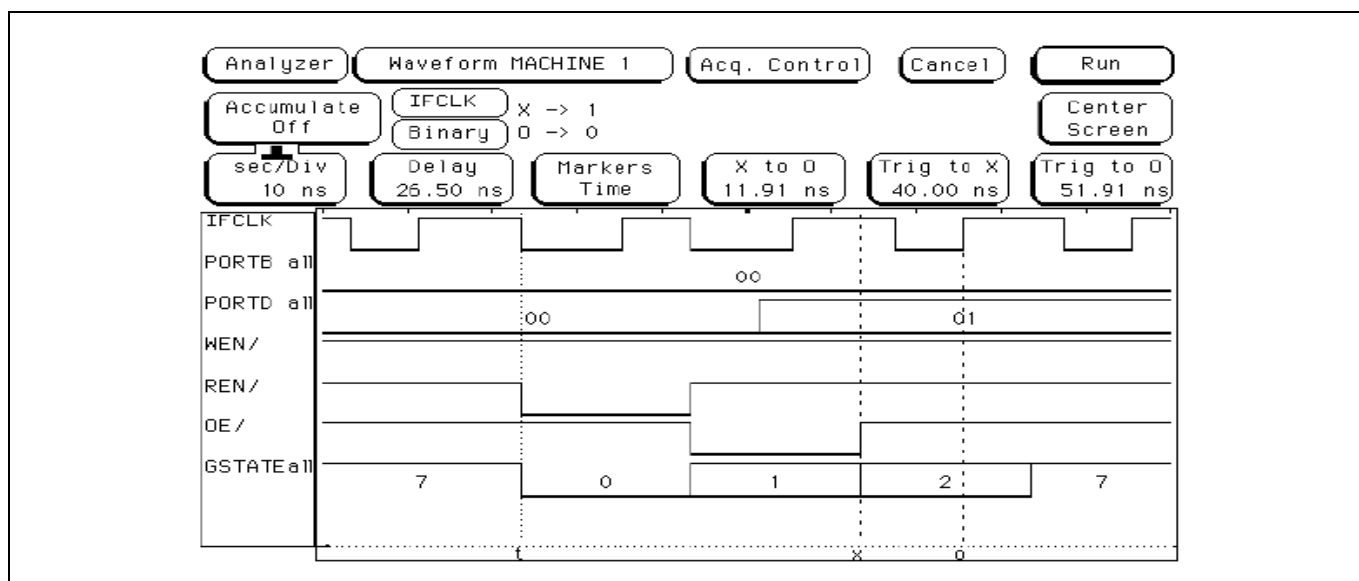 Analyzer Waveform MACHINE 1 Acq. Control Cancel Run
Accumulate Off IFCLK X -> 1 Center Screen
Binary O -> 0
sec/Div Delay Markers X to O Trig to X Trig to O
10 ns 26.50 ns Time 11.91 ns 40.00 ns 51.91 ns
IFCLK
PORTB all
00
PORTD all
00 01
WEN/
REN/
OE/
GSTATEall
7 0 1 2 7
t x o